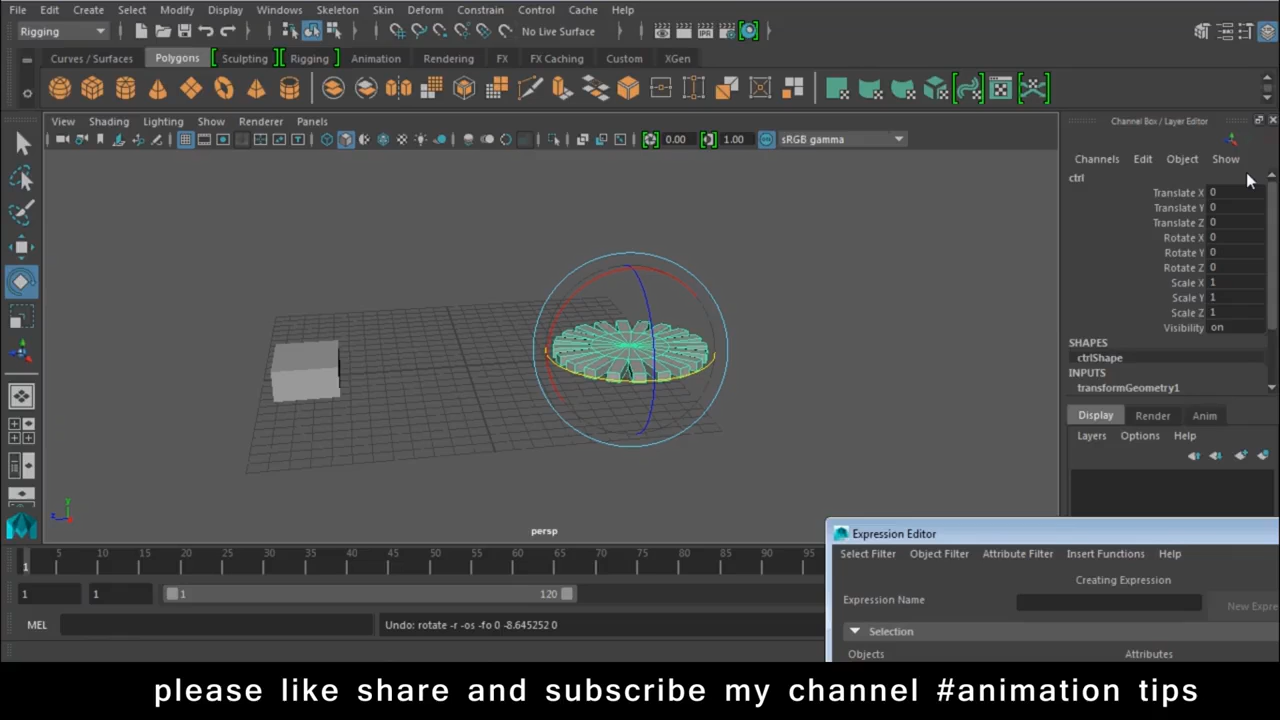 File Edit Create Select Modify Display Windows Skeleton Skin Deform Constrain Control Cache Help
Rigging No Live Surface
Curves / Surfaces Polygons Sculpting Rigging Animation Rendering FX FX Caching Custom XGen
View Shading Lighting Show Renderer Panels
Channel Box / Layer Editor
0.00 1.00 sRGB gamma
Channels Edit Object Show
ctrl
Translate X 0
Translate Y 0
Translate Z 0
Rotate X 0
Rotate Y 0
Rotate Z 0
Scale X 1
Scale Y 1
Scale Z 1
Visibility on
SHAPES
ctrlShape
INPUTS
transformGeometry1
Display Render Anim
Layers Options Help
persp
Expression Editor
Select Filter Object Filter Attribute Filter Insert Functions Help
Creating Expression
Expression Name
New Expre
Selection
Objects Attributes
5 10 15 20 25 30 35 40 45 50 55 60 65 70 75 80 85 90 95
1
1 1 1 120
MEL Undo: rotate -r -os -fo 0 -8.645252 0
please like share and subscribe my channel #animation tips